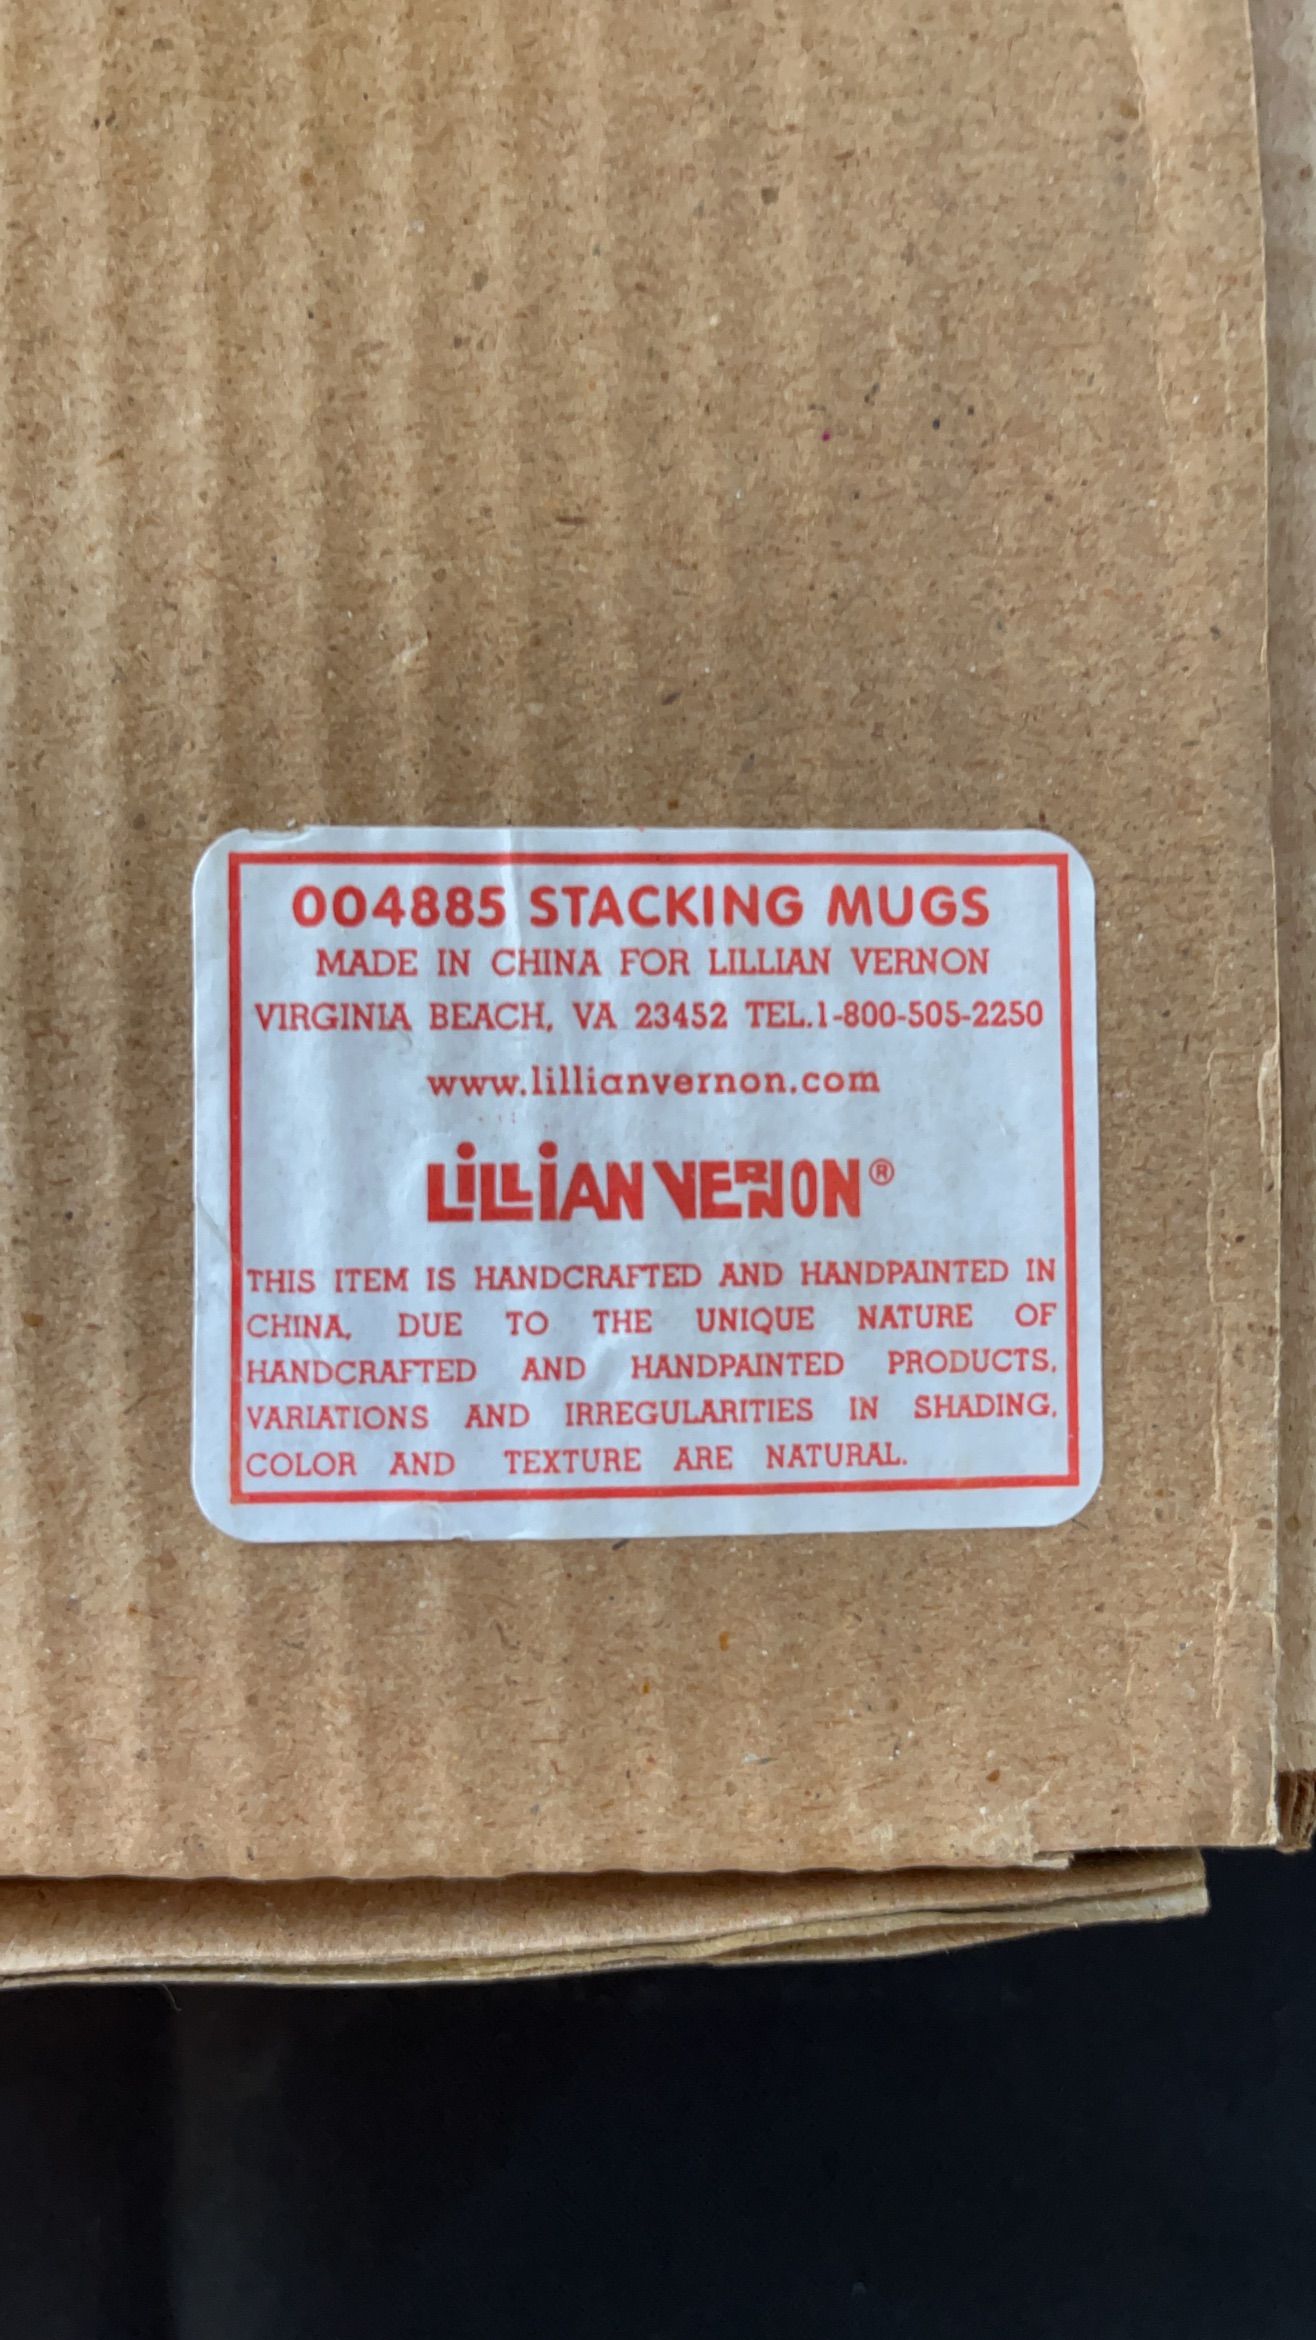 004885 STACKING MUGS
MADE IN CHINA FOR LILLIAN VERNON
VIRGINIA BEACH, VA 23452 TEL.1-800-505-2250
www.lillianvernon.com
LILLIAN VERNON®
THIS ITEM IS HANDCRAFTED AND HANDPAINTED IN
CHINA, DUE TO THE UNIQUE NATURE OF
HANDCRAFTED AND HANDPAINTED PRODUCTS,
VARIATIONS AND IRREGULARITIES IN SHADING,
COLOR AND TEXTURE ARE NATURAL.